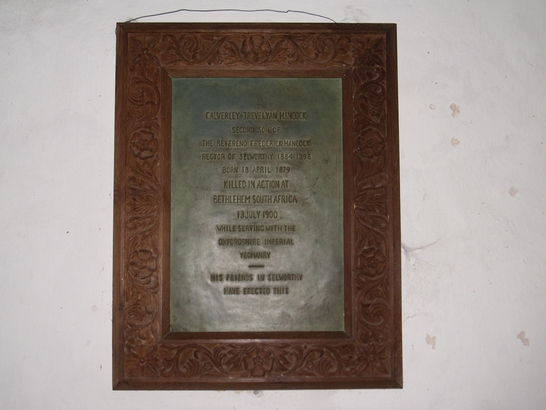 CALVERLEY TREVELYAN HANCOCK
SECOND SON OF
THE REVEREND FREDERICK HANCOCK
RECTOR OF SELWORTHY 1884-1898
BORN 18 APRIL 1879
KILLED IN ACTION AT
BETHLEHEM SOUTH AFRICA
13 JULY 1900
WHILE SERVING WITH THE
OXFORDSHIRE IMPERIAL
YEOMANRY
HIS FRIENDS IN SELWORTHY
HAVE ERECTED THIS